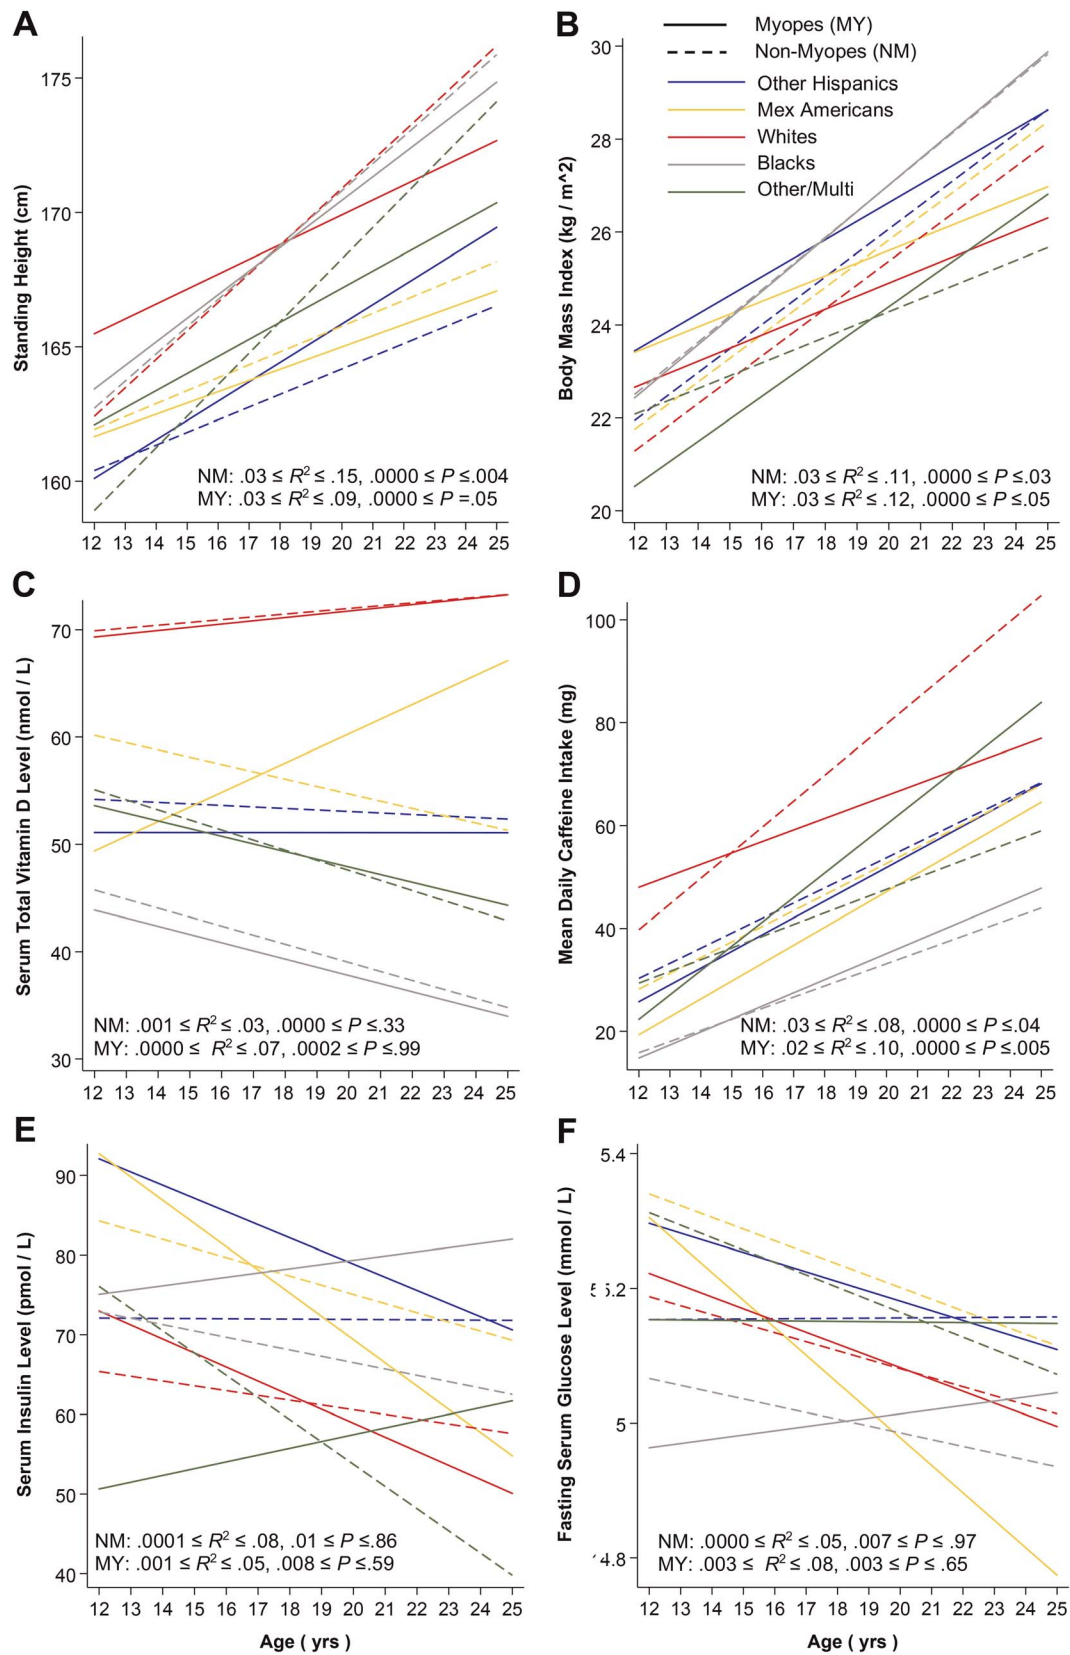 A
Standing Height (cm)
175
170
165
160
NM: .03 ≤ R² ≤ .15, .0000 ≤ P ≤.004
MY: .03 ≤ R² ≤ .09, .0000 ≤ P =.05
12 13 14 15 16 17 18 19 20 21 22 23 24 25
B
Myopes (MY)
Non-Myopes (NM)
Other Hispanics
Mex Americans
Whites
Blacks
Other/Multi
Body Mass Index (kg / m^2)
30
28
26
24
22
20
NM: .03 ≤ R² ≤ .11, .0000 ≤ P ≤.03
MY: .03 ≤ R² ≤ .12, .0000 ≤ P ≤.05
12 13 14 15 16 17 18 19 20 21 22 23 24 25
C
Serum Total Vitamin D Level (nmol / L)
70
60
50
40
30
NM: .001 ≤ R² ≤ .03, .0000 ≤ P ≤.33
MY: .0000 ≤ R² ≤ .07, .0002 ≤ P ≤.99
12 13 14 15 16 17 18 19 20 21 22 23 24 25
D
Mean Daily Caffeine Intake (mg)
100
80
60
40
20
NM: .03 ≤ R² ≤ .08, .0000 ≤ P ≤.04
MY: .02 ≤ R² ≤ .10, .0000 ≤ P ≤.005
12 13 14 15 16 17 18 19 20 21 22 23 24 25
E
Serum Insulin Level (pmol / L)
90
80
70
60
50
40
NM: .0001 ≤ R² ≤ .08, .01 ≤ P ≤.86
MY: .001 ≤ R² ≤ .05, .008 ≤ P ≤.59
12 13 14 15 16 17 18 19 20 21 22 23 24 25
Age ( yrs )
F
Fasting Serum Glucose Level (mmol / L)
5.4
5.2
5
4.8
NM: .0000 ≤ R² ≤ .05, .007 ≤ P ≤ .97
MY: .003 ≤ R² ≤ .08, .003 ≤ P ≤ .65
12 13 14 15 16 17 18 19 20 21 22 23 24 25
Age ( yrs )